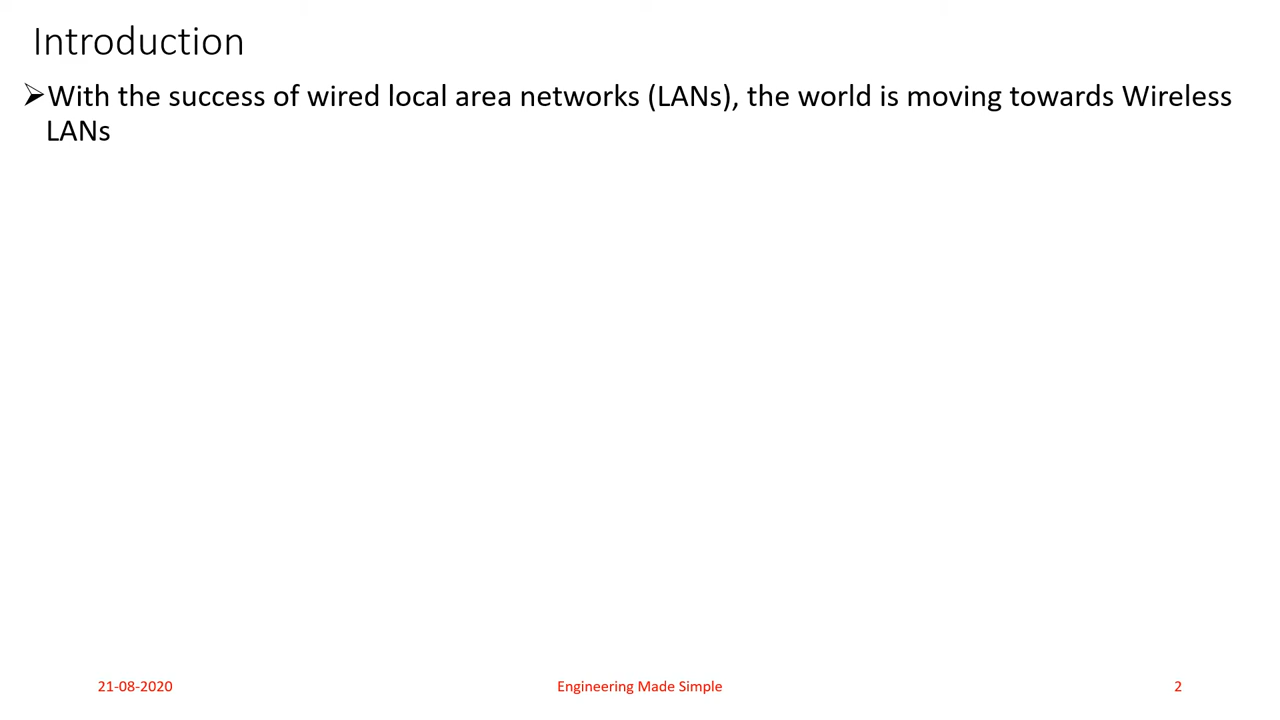 Introduction
➢With the success of wired local area networks (LANs), the world is moving towards Wireless
LANs
21-08-2020
Engineering Made Simple
2